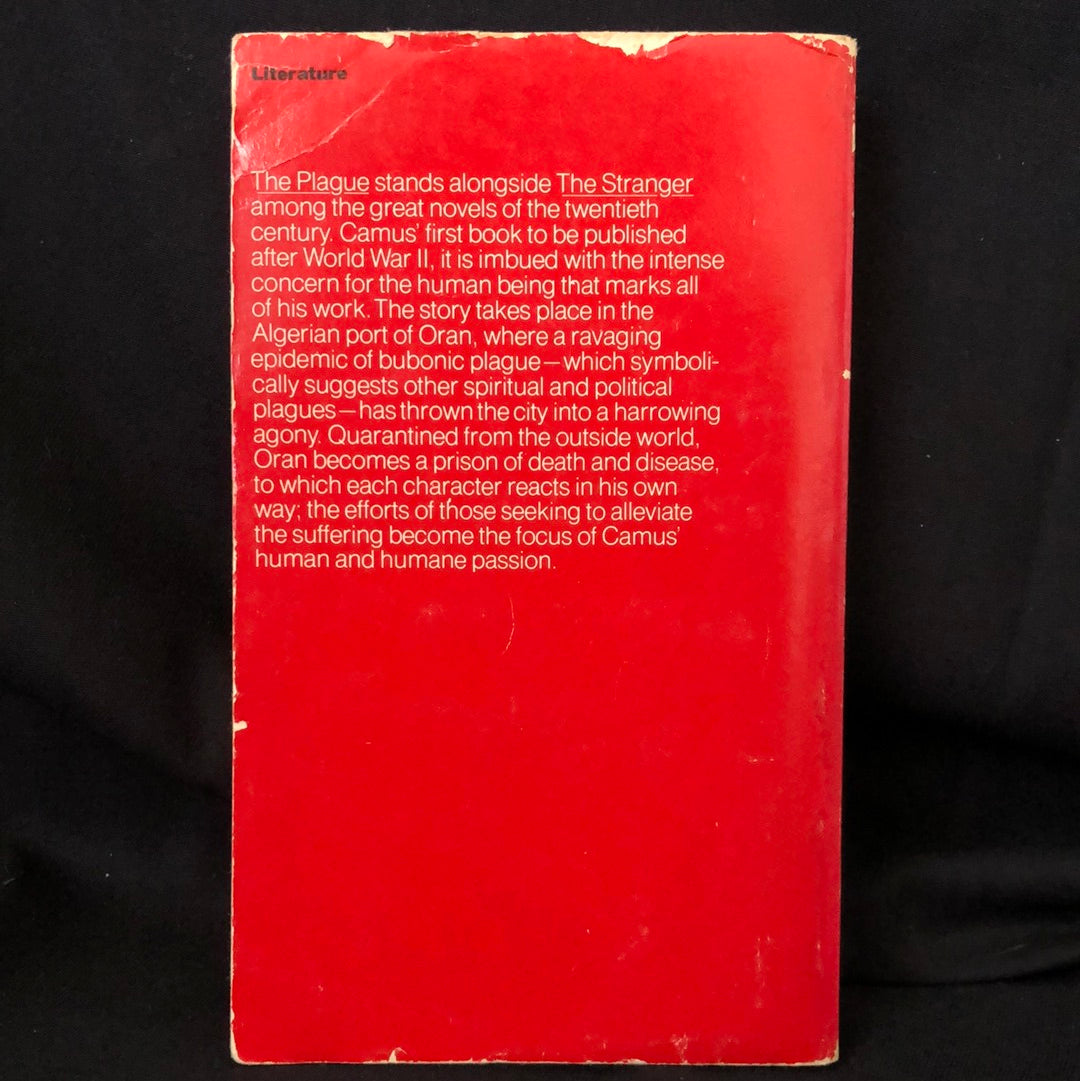 Literature
The Plague stands alongside The Stranger
among the great novels of the twentieth
century. Camus' first book to be published
after World War II, it is imbued with the intense
concern for the human being that marks all
of his work. The story takes place in the
Algerian port of Oran, where a ravaging
epidemic of bubonic plague—which symboli-
cally suggests other spiritual and political
plagues—has thrown the city into a harrowing
agony. Quarantined from the outside world,
Oran becomes a prison of death and disease,
to which each character reacts in his own
way; the efforts of those seeking to alleviate
the suffering become the focus of Camus'
human and humane passion.